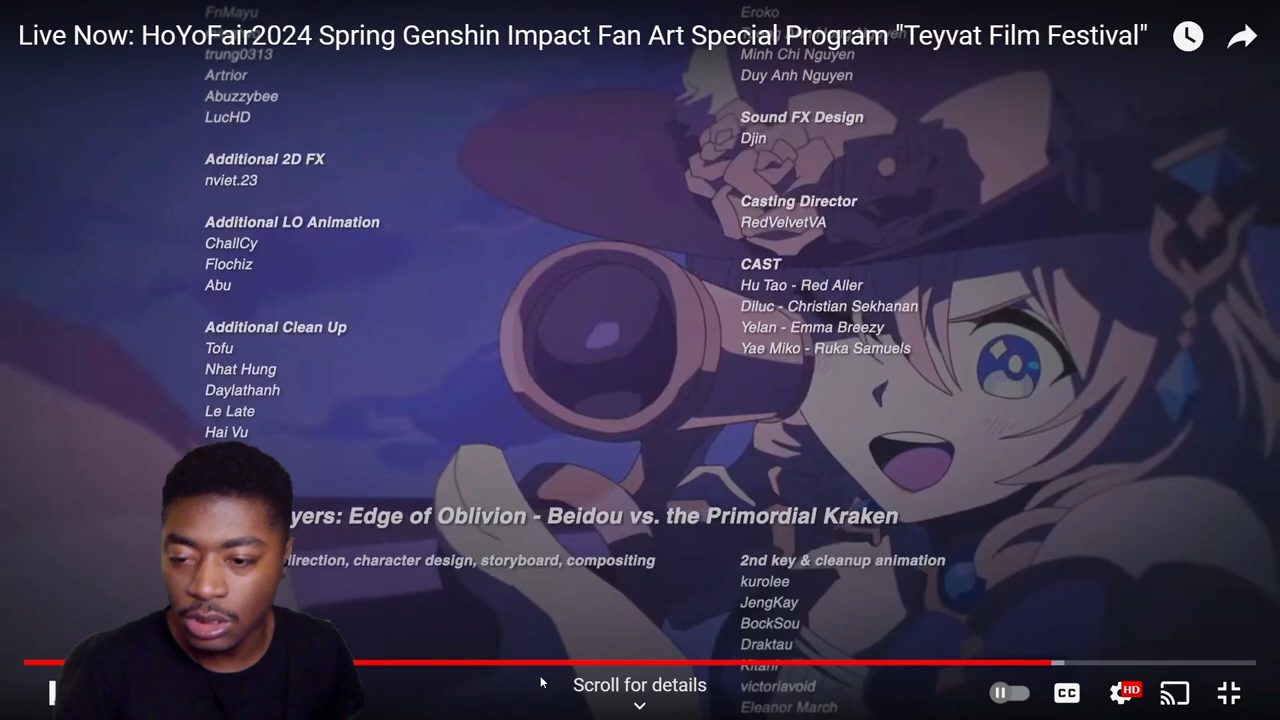 Live Now: HoYoFair2024 Spring Genshin Impact Fan Art Special Program "Teyvat Film Festival"
FnMayu
trung0313
Artrior
Abuzzybee
LucHD
Additional 2D FX
nviet.23
Additional LO Animation
ChallCy
Flochiz
Abu
Additional Clean Up
Tofu
Nhat Hung
Daylathanh
Le Late
Hai Vu
Eroko
Minh Chi Nguyen
Duy Anh Nguyen
Sound FX Design
Djin
Casting Director
RedVelvetVA
CAST
Hu Tao - Red Aller
Diluc - Christian Sekhanan
Yelan - Emma Breezy
Yae Miko - Ruka Samuels
yers: Edge of Oblivion - Beidou vs. the Primordial Kraken
direction, character design, storyboard, compositing
2nd key & cleanup animation
kurolee
JengKay
BockSou
Draktau
Kitani
victoriavoid
Eleanor March
Scroll for details
CC
HD